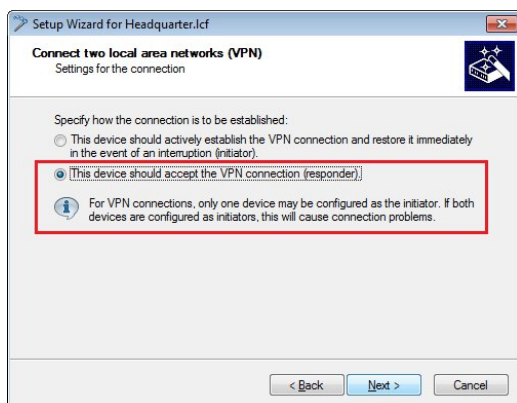 Setup Wizard for Headquarter.lcf
Connect two local area networks (VPN)
Settings for the connection
Specify how the connection is to be established:
This device should actively establish the VPN connection and restore it immediately
in the event of an interruption (initiator).
This device should accept the VPN connection (responder).
For VPN connections, only one device may be configured as the initiator. If both
devices are configured as initiators, this will cause connection problems.
< Back
Next >
Cancel